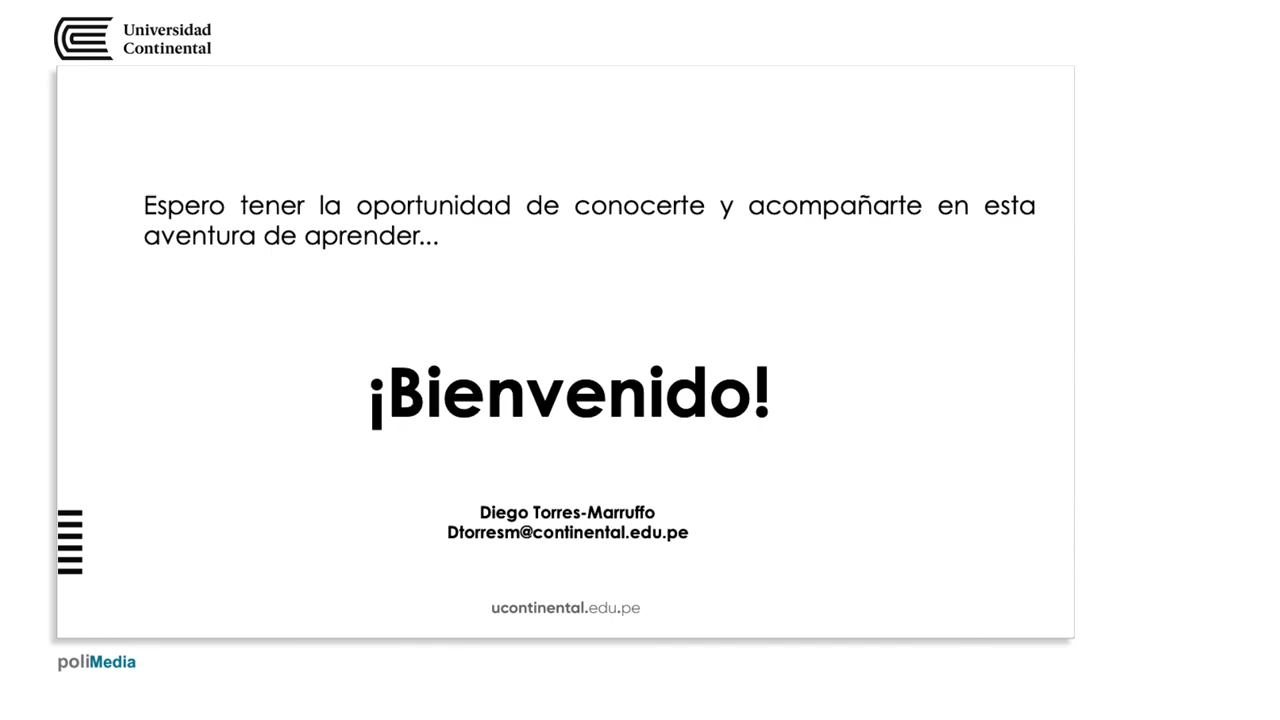 Universidad
Continental
Espero tener la oportunidad de conocerte y acompañarte en esta
aventura de aprender...
¡Bienvenido!
Diego Torres-Marruffo
Dtorresm@continental.edu.pe
ucontinental.edu.pe
poliMedia